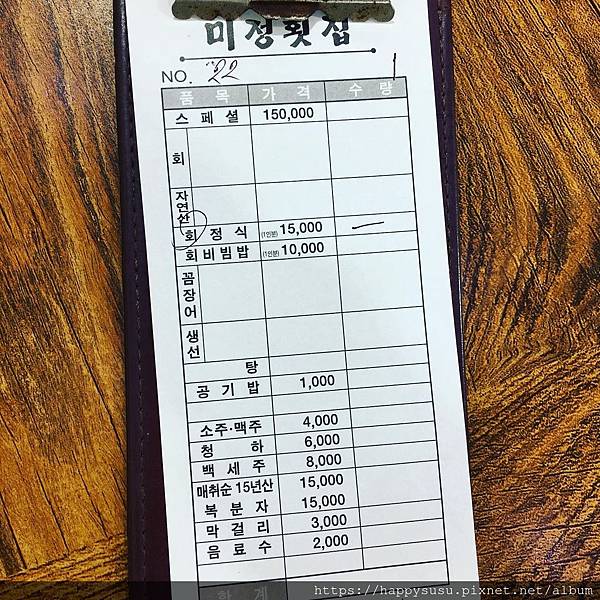 미정횟집
NO. 22 1
품 목 가 격 수 량
스 페 셜 150,000
회
자연산
회 정 식 (1인분) 15,000 一
회비빔밥 (1인분) 10,000
꼼장어
생선
탕
공 기 밥 1,000
소주·맥주 4,000
청 하 6,000
백 세 주 8,000
매취순 15년산 15,000
복 분 자 15,000
막 걸 리 3,000
음 료 수 2,000
합 계
https://happysusu.pixnet.net/album